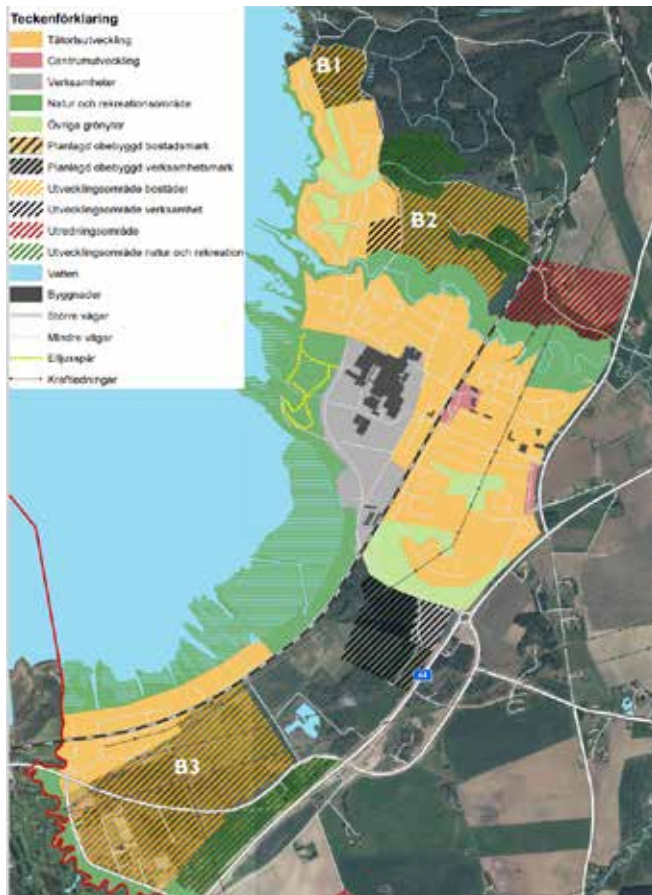 Teckenförklaring
Tätortsutveckling
Centrumutveckling
Verksamheter
Natur och rekreationsområde
Övriga grönytor
Planlagd obebyggd bostadsmark
Planlagd obebyggd verksamhetsmark
Utvecklingsområde bostäder
Utvecklingsområde verksamhet
Utredningsområde
Utvecklingsområde natur och rekreation
Vatten
Byggnader
Större vägar
Mindre vägar
Elljusspår
Kraftledningar
B1
B2
B3